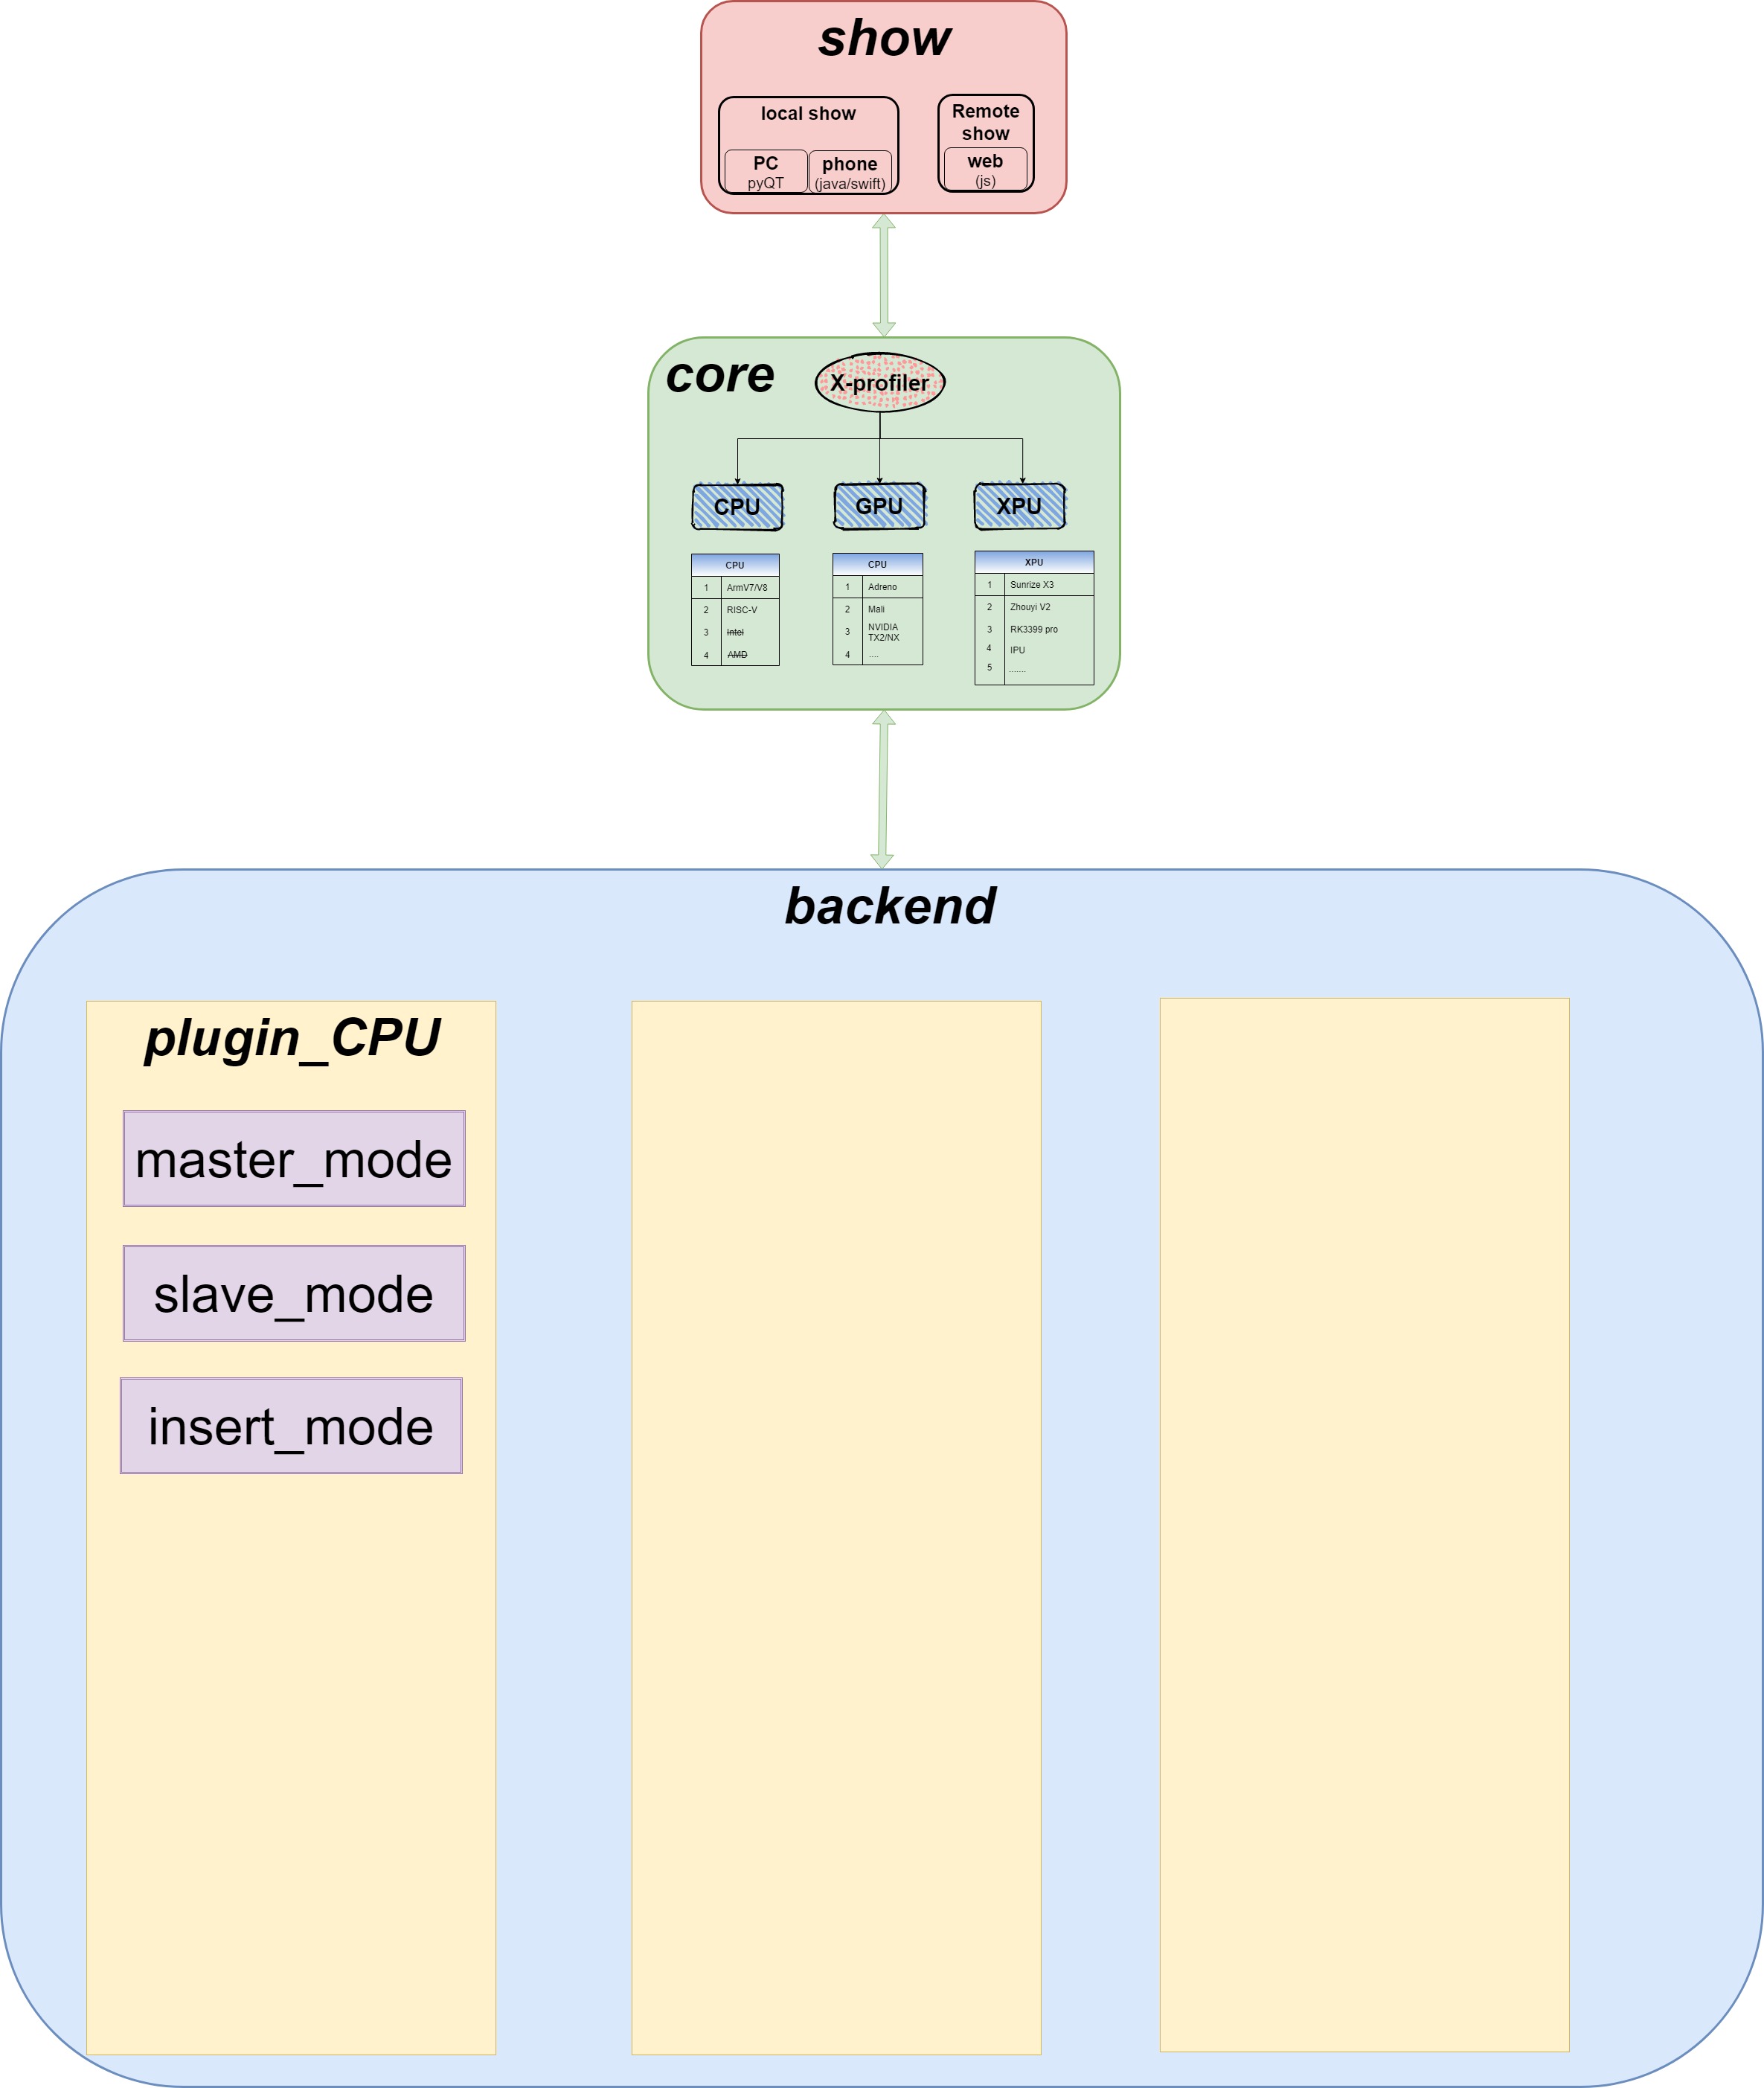 show
local show
PC
pyQT
phone
(java/swift)
Remote
show
web
(js)
core
X-profiler
CPU
GPU
XPU
CPU
1 ArmV7/V8
2 RISC-V
3 Intel
4 AMD
CPU
1 Adreno
2 Mali
3 NVIDIA
TX2/NX
4 ....
XPU
1 Sunrize X3
2 Zhouyi V2
3 RK3399 pro
4 IPU
5 .......
backend
plugin_CPU
master_mode
slave_mode
insert_mode